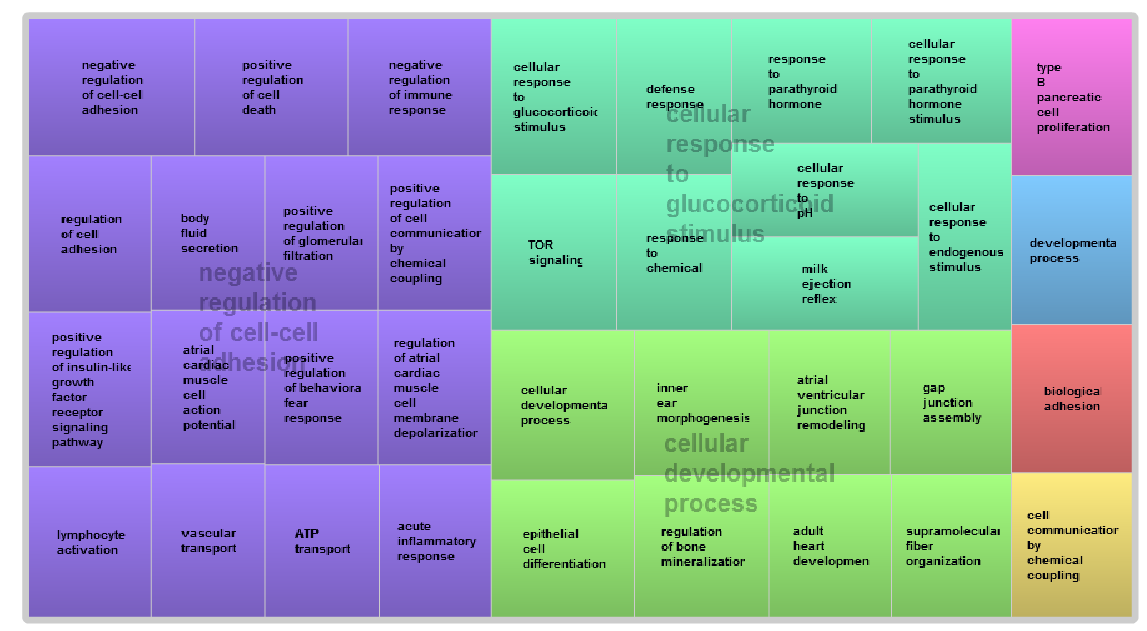 negative
regulation
of cell-cell
adhesion
positive
regulation
of cell
death
negative
regulation
of immune
response
regulation
of cell
adhesion
body
fluid
secretion
positive
regulation
of glomerular
filtration
positive
regulation
of cell
communication
by
chemical
coupling
positive
regulation
of insulin-like
growth
factor
receptor
signaling
pathway
atrial
cardiac
muscle
cell
action
potential
positive
regulation
of behaviora
fear
response
regulation
of atrial
cardiac
muscle
cell
membrane
depolarization
lymphocyte
activation
vascular
transport
ATP
transport
acute
inflammatory
response
negative
regulation
of cell-cell
adhesion
cellular
response
to
glucocorticoid
stimulus
defense
response
response
to
parathyroid
hormone
cellular
response
to
parathyroid
hormone
stimulus
TOR
signaling
response
to
chemical
cellular
response
to
pH
milk
ejection
reflex
cellular
response
to
endogenous
stimulus
cellular
response
to
glucocorticoid
stimulus
cellular
developmenta
process
inner
ear
morphogenesis
atrial
ventricular
junction
remodeling
gap
junction
assembly
epithelial
cell
differentiation
regulation
of bone
mineralization
adult
heart
developmen
supramolecular
fiber
organization
cellular
developmental
process
type
B
pancreatic
cell
proliferation
developmenta
process
biological
adhesion
cell
communication
by
chemical
coupling